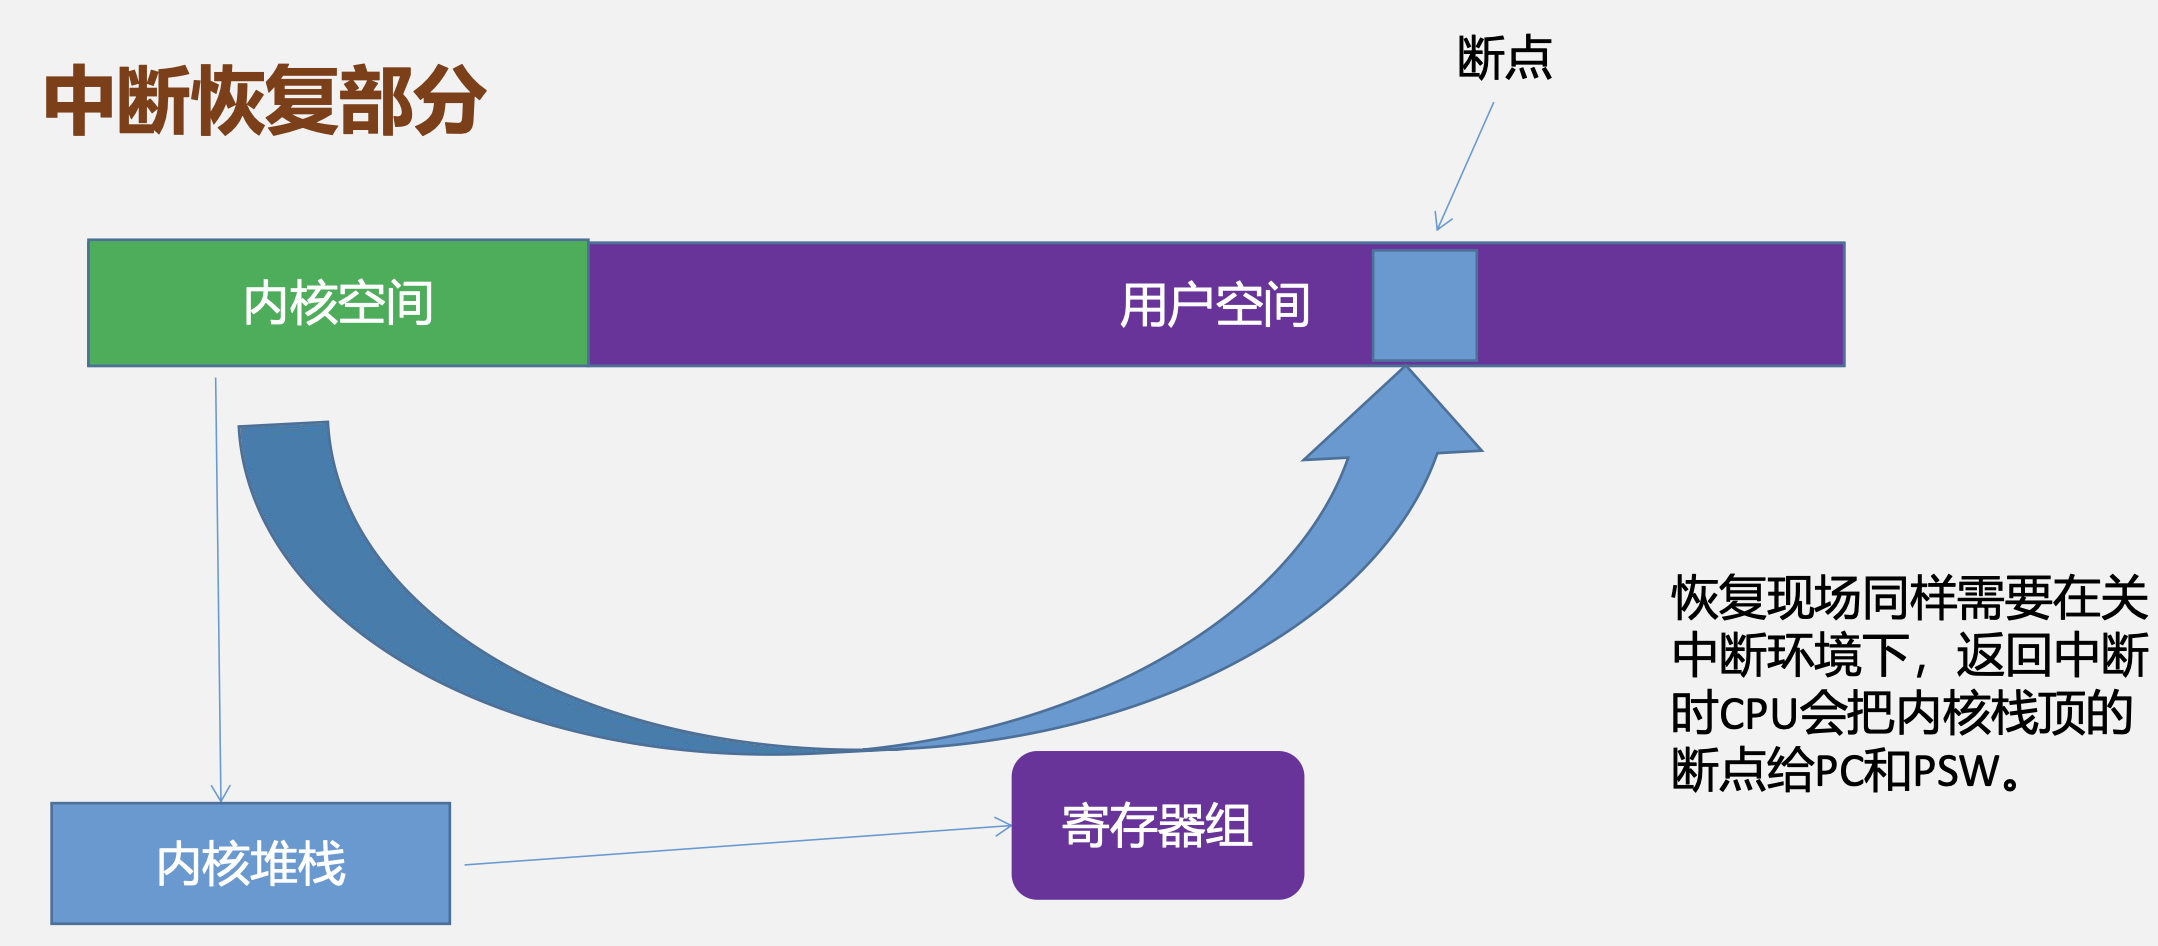 断点
中断恢复部分
内核空间
用户空间
恢复现场同样需要在关
中断环境下，返回中断
时CPU会把内核栈顶的
断点给PC和PSW。
寄存器组
内核堆栈